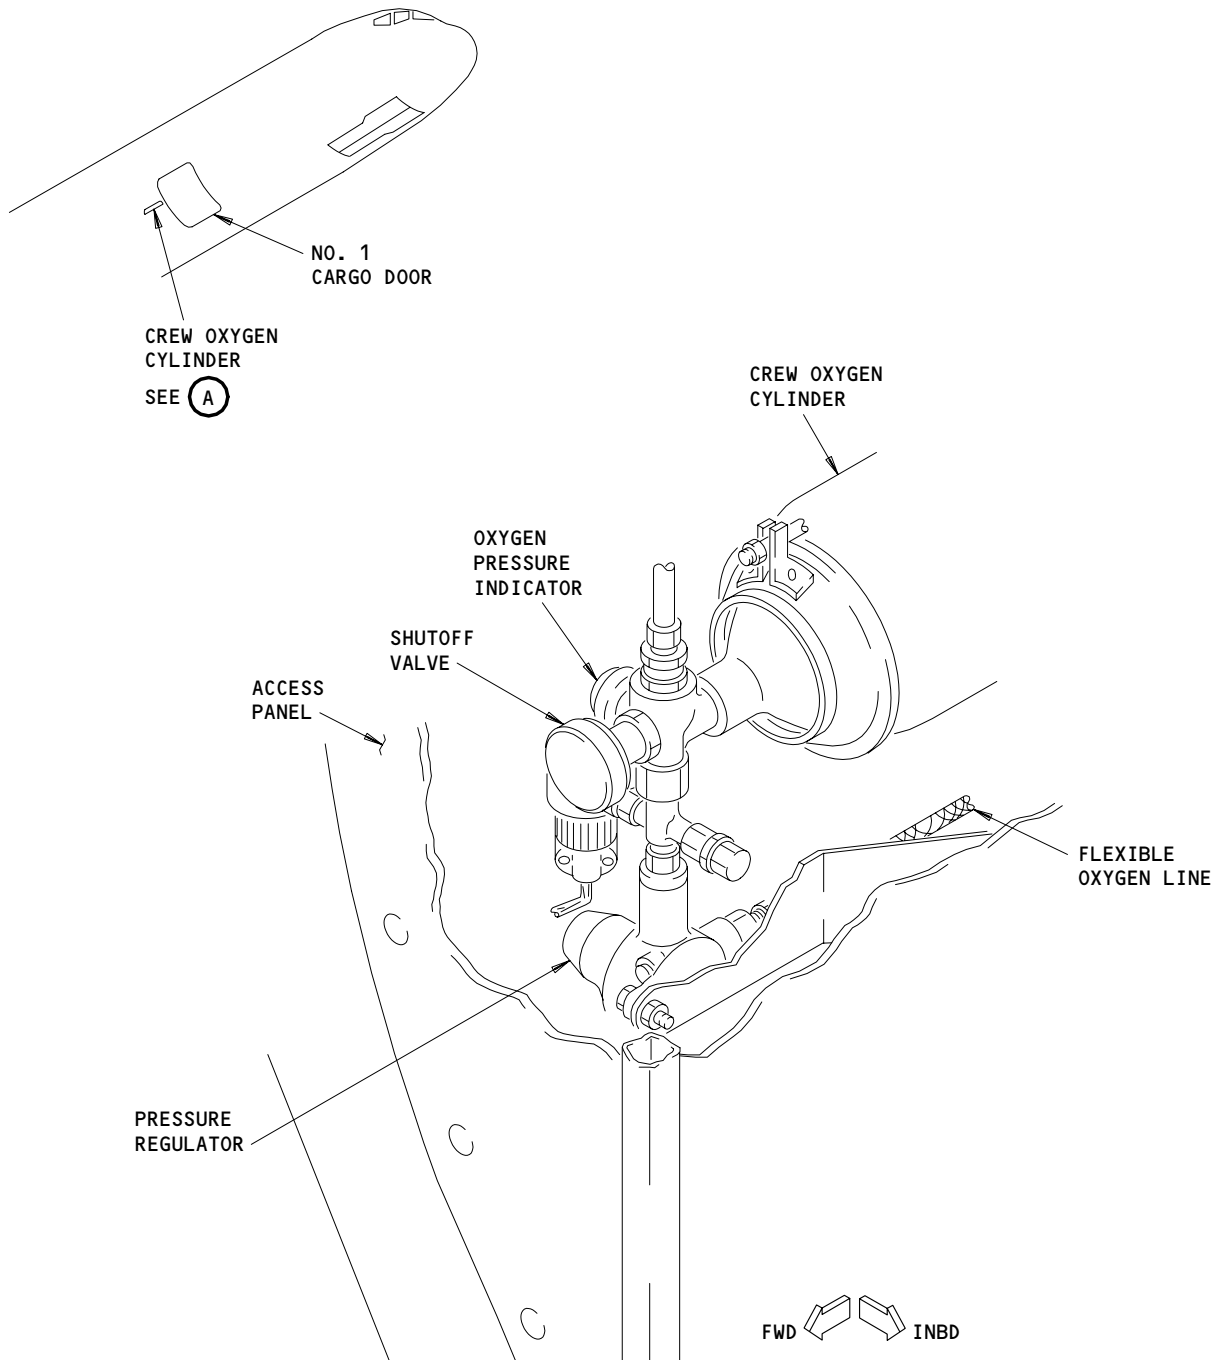 NO. 1
CARGO DOOR
CREW OXYGEN
CYLINDER
SEE A
CREW OXYGEN
CYLINDER
OXYGEN
PRESSURE
INDICATOR
SHUTOFF
VALVE
ACCESS
PANEL
FLEXIBLE
OXYGEN LINE
PRESSURE
REGULATOR
FWD
INBD